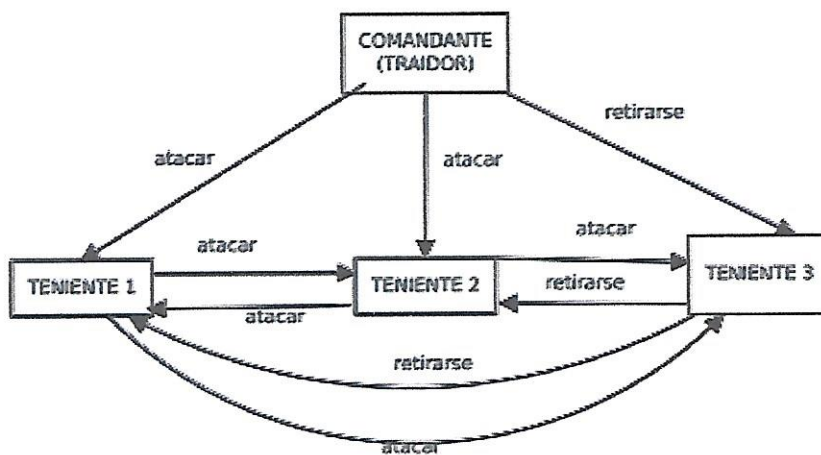 COMANDANTE
(TRAIDOR)
retirarse
atacar
atacar
atacar
atacar
TENIENTE 1
TENIENTE 2
TENIENTE 3
retirarse
atacar
retirarse
atacar